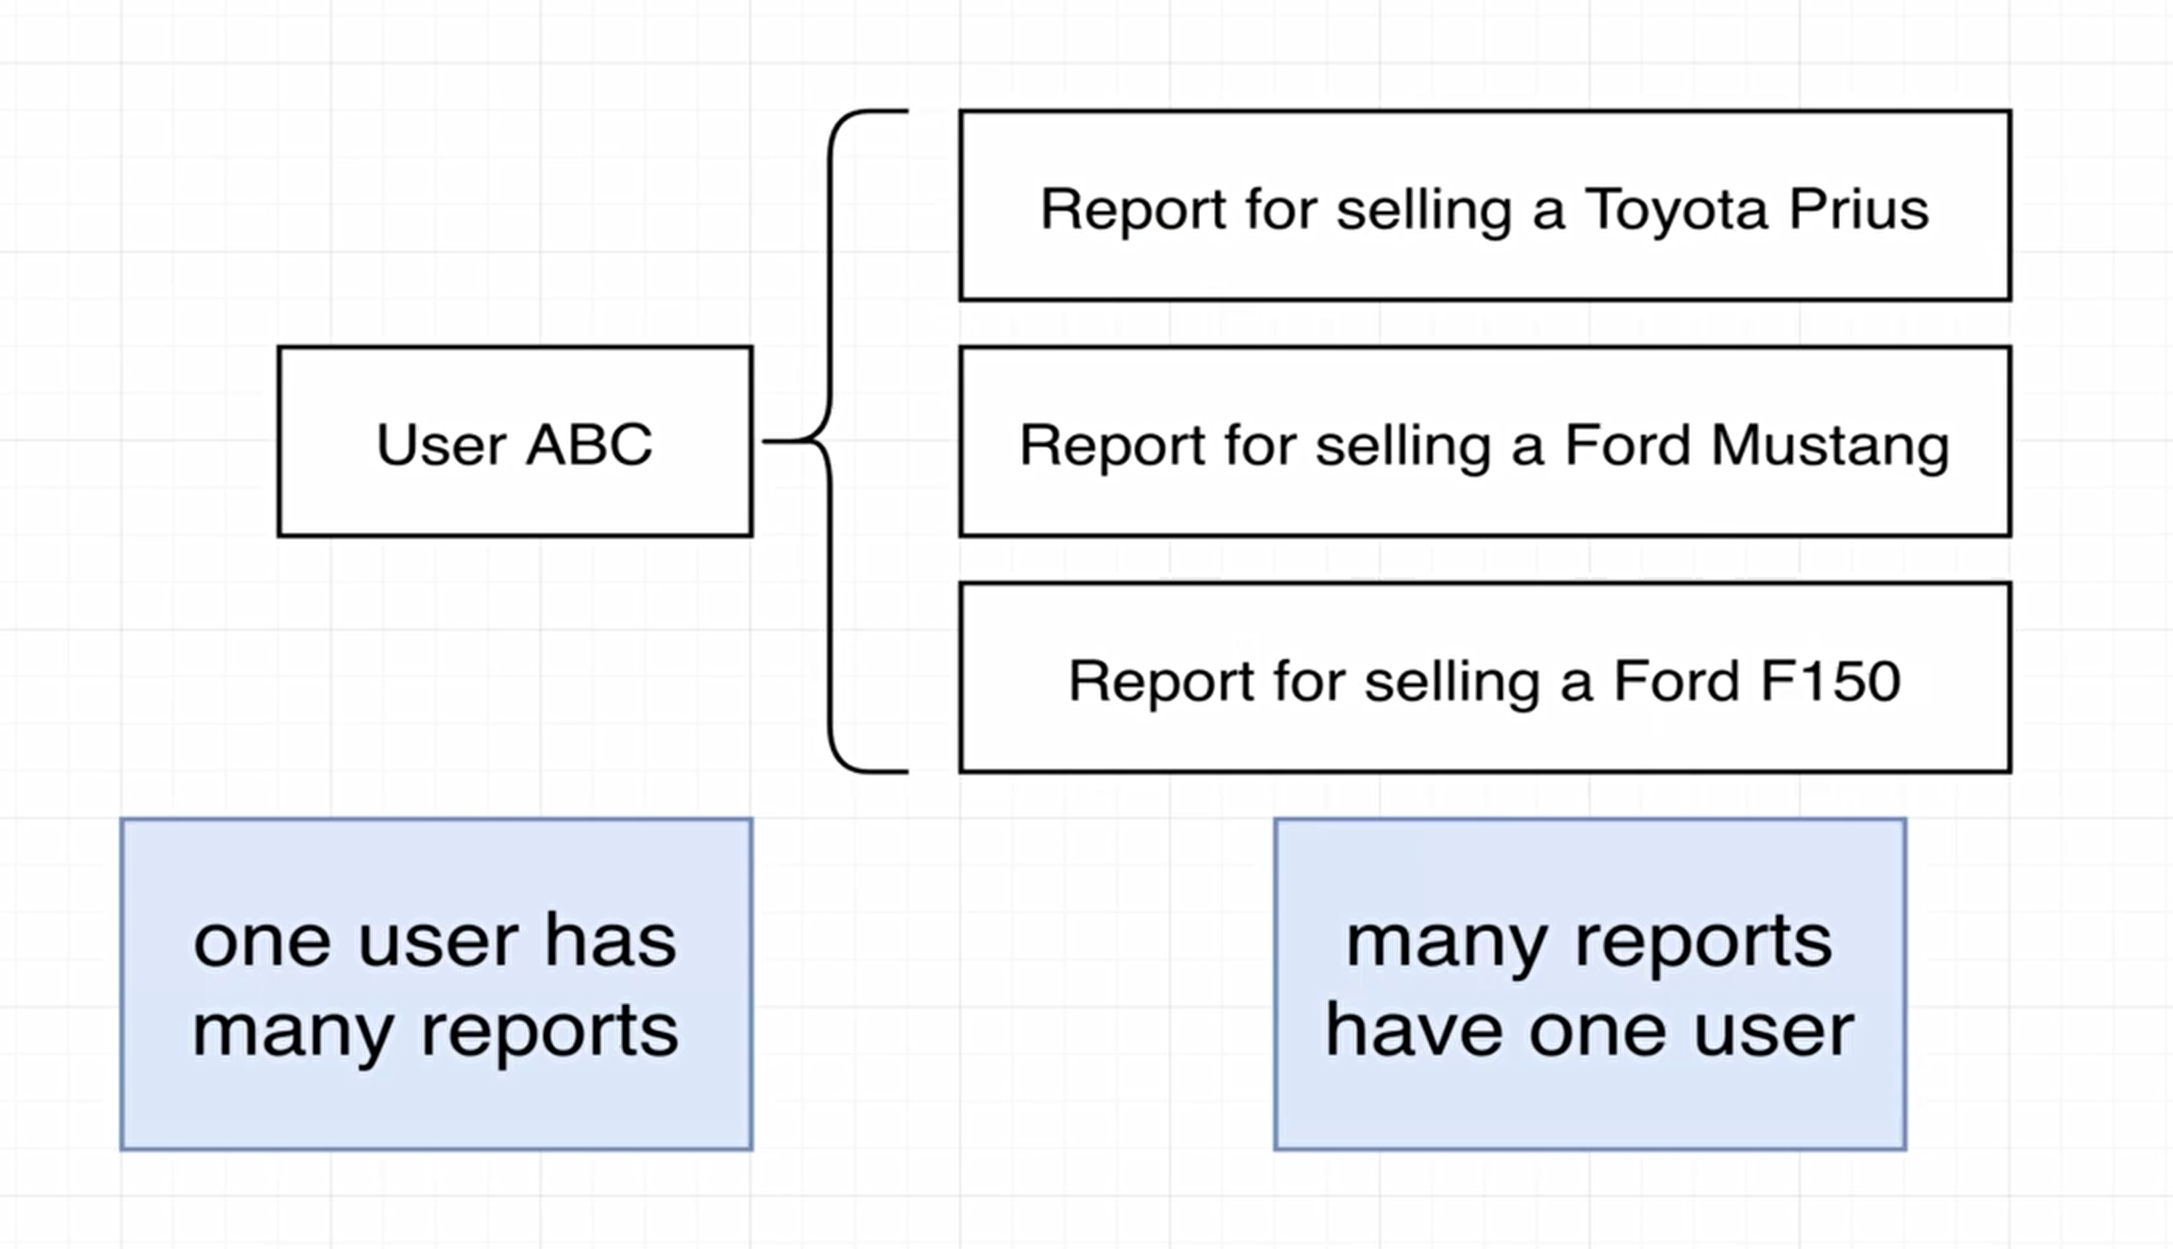 Report for selling a Toyota Prius
User ABC
Report for selling a Ford Mustang
Report for selling a Ford F150
one user has
many reports
many reports
have one user